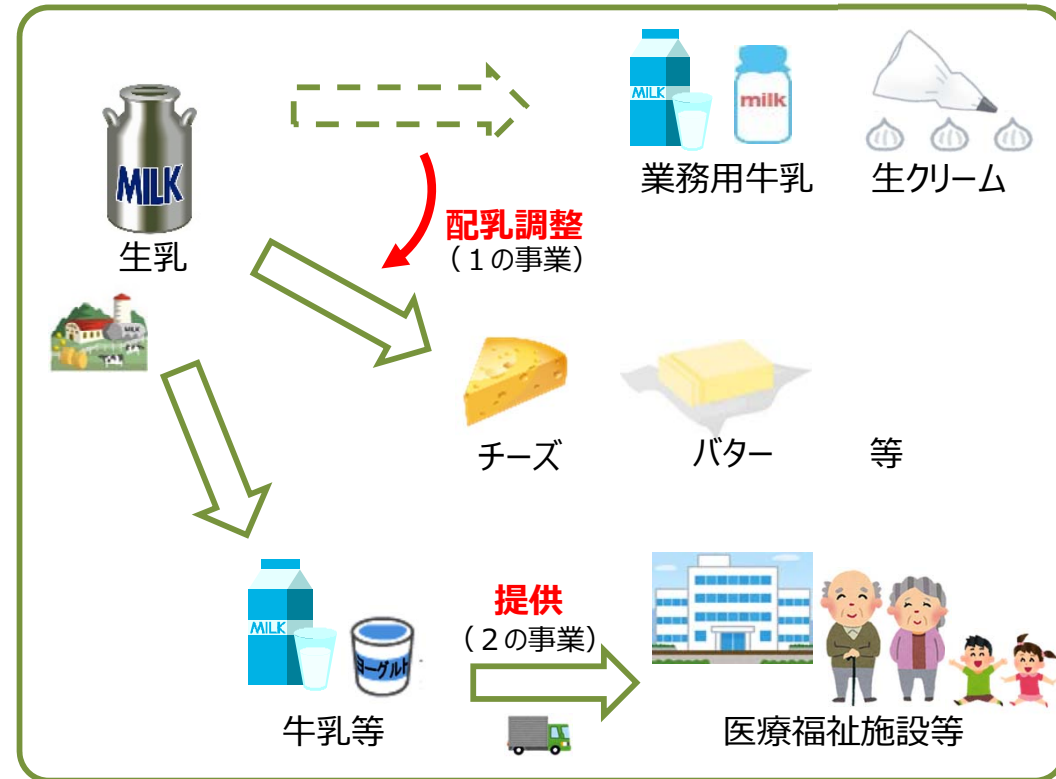 MILK
milk
MILK
業務用牛乳
生クリーム
配乳調整
（１の事業）
生乳
MILK
チーズ
バター
等
MILK
ヨーグルト
提供
（２の事業）
牛乳等
医療福祉施設等